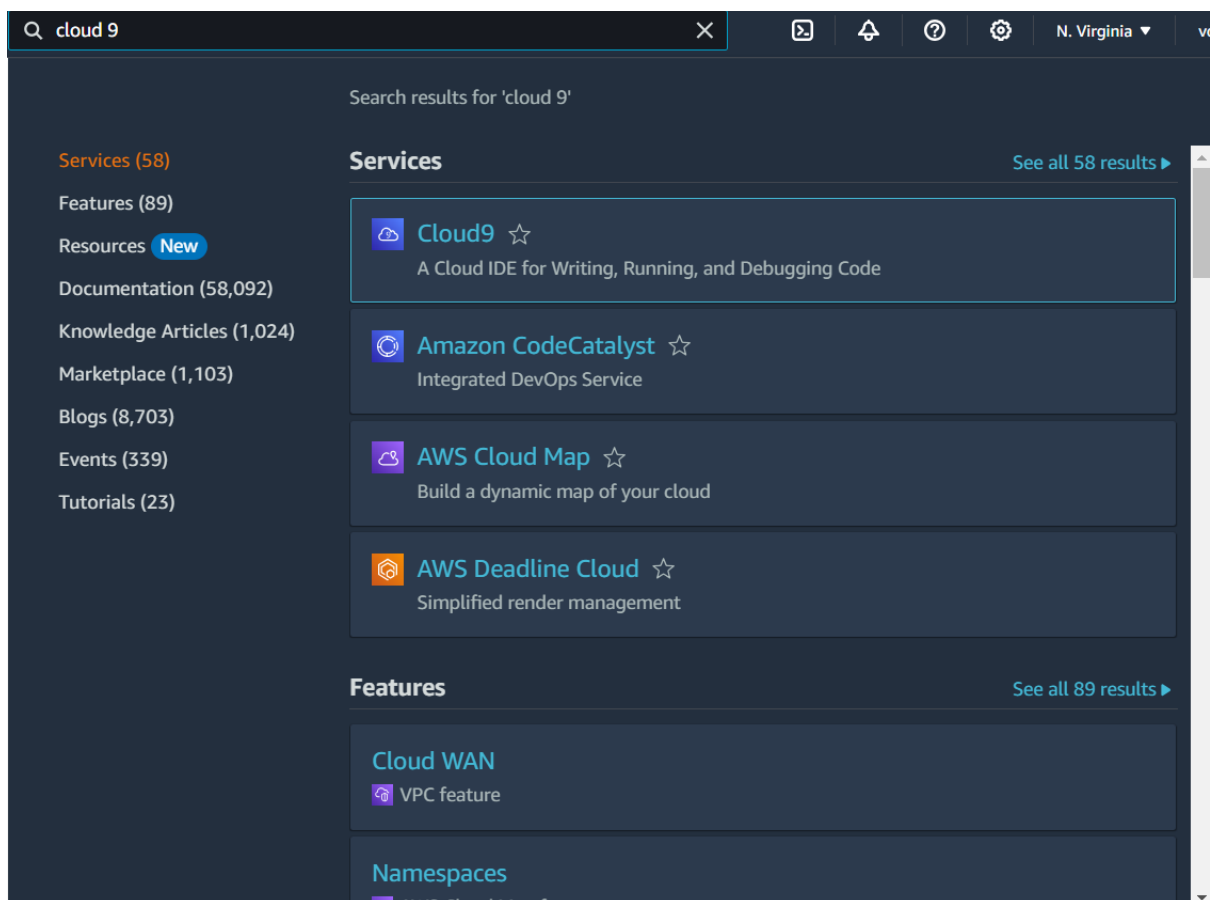 cloud 9
N. Virginia
Search results for 'cloud 9'
Services (58)
Features (89)
Resources New
Documentation (58,092)
Knowledge Articles (1,024)
Marketplace (1,103)
Blogs (8,703)
Events (339)
Tutorials (23)
Services
See all 58 results
Cloud9
A Cloud IDE for Writing, Running, and Debugging Code
Amazon CodeCatalyst
Integrated DevOps Service
AWS Cloud Map
Build a dynamic map of your cloud
AWS Deadline Cloud
Simplified render management
Features
See all 89 results
Cloud WAN
VPC feature
Namespaces